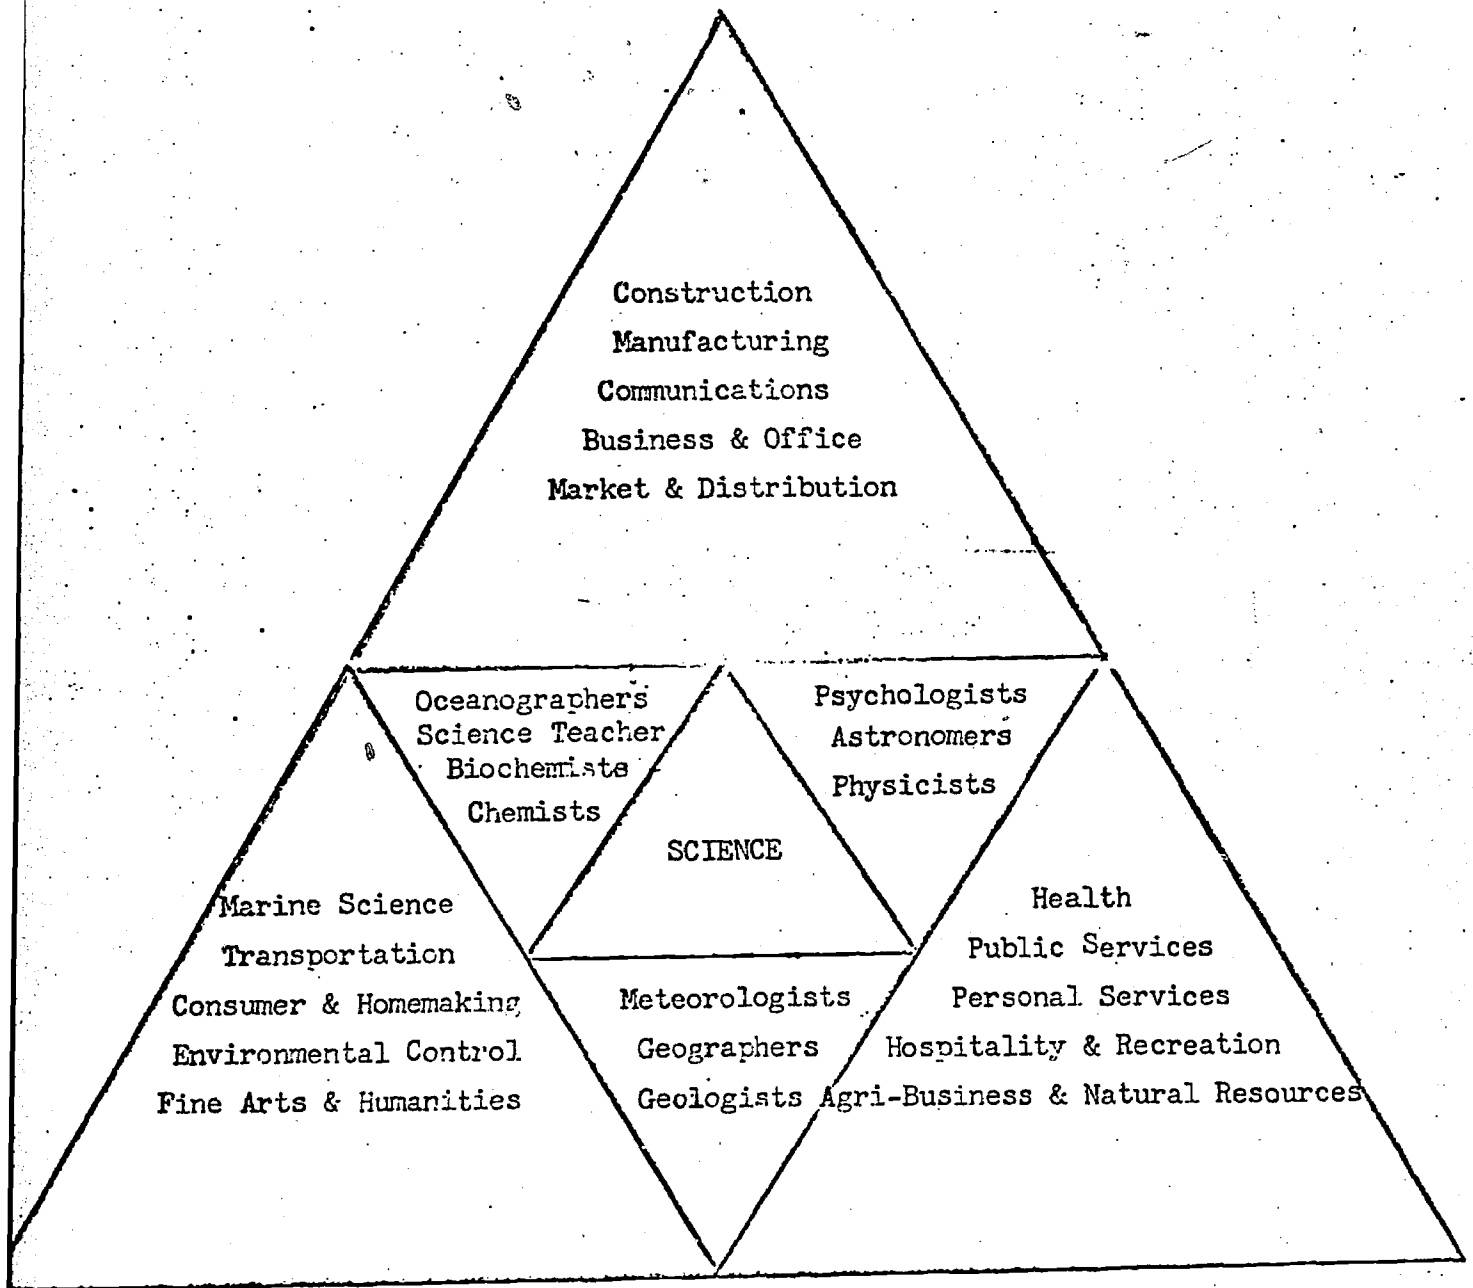 Construction
Manufacturing
Communications
Business & Office
Market & Distribution
Oceanographers
Science Teacher
Biochemists
Chemists
Psychologists
Astronomers
Physicists
SCIENCE
Marine Science
Transportation
Consumer & Homemaking
Environmental Control
Fine Arts & Humanities
Meteorologists
Geographers
Geologists
Health
Public Services
Personal Services
Hospitality & Recreation
Agri-Business & Natural Resources